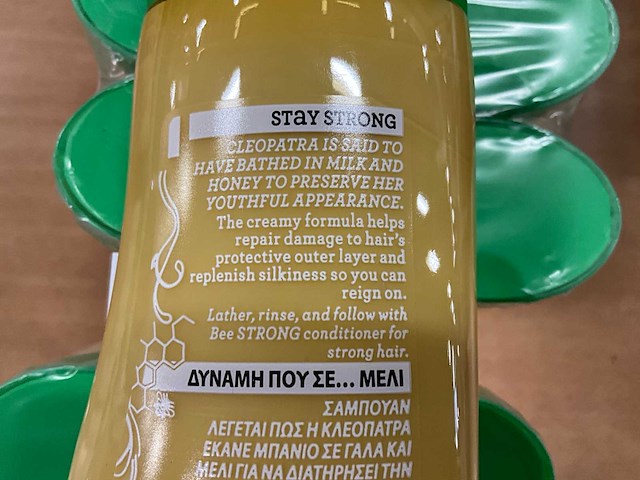 STaY STRONG
CLEOPATRA IS SAID TO
HAVE BATHED IN MILK AND
HONEY TO PRESERVE HER
YOUTHFUL APPEARANCE.
The creamy formula helps
repair damage to hair's
protective outer layer and
replenish silkiness so you can
reign on.
Lather, rinse, and follow with
Bee STRONG conditioner for
strong hair.
ΔΥΝΑΜΗ ΠΟΥ ΣΕ... ΜΕΛΙ
ΣΑΜΠΟΥΑΝ
ΛΕΓΕΤΑΙ ΠΩΣ Η ΚΛΕΟΠΑΤΡΑ
ΕΚΑΝΕ ΜΠΑΝΙΟ ΣΕ ΓΑΛΑ ΚΑΙ
ΜΕΛΙ ΓΙΑ ΝΑ ΔΙΑΤΗΡΗΣΕΙ ΤΗΝ